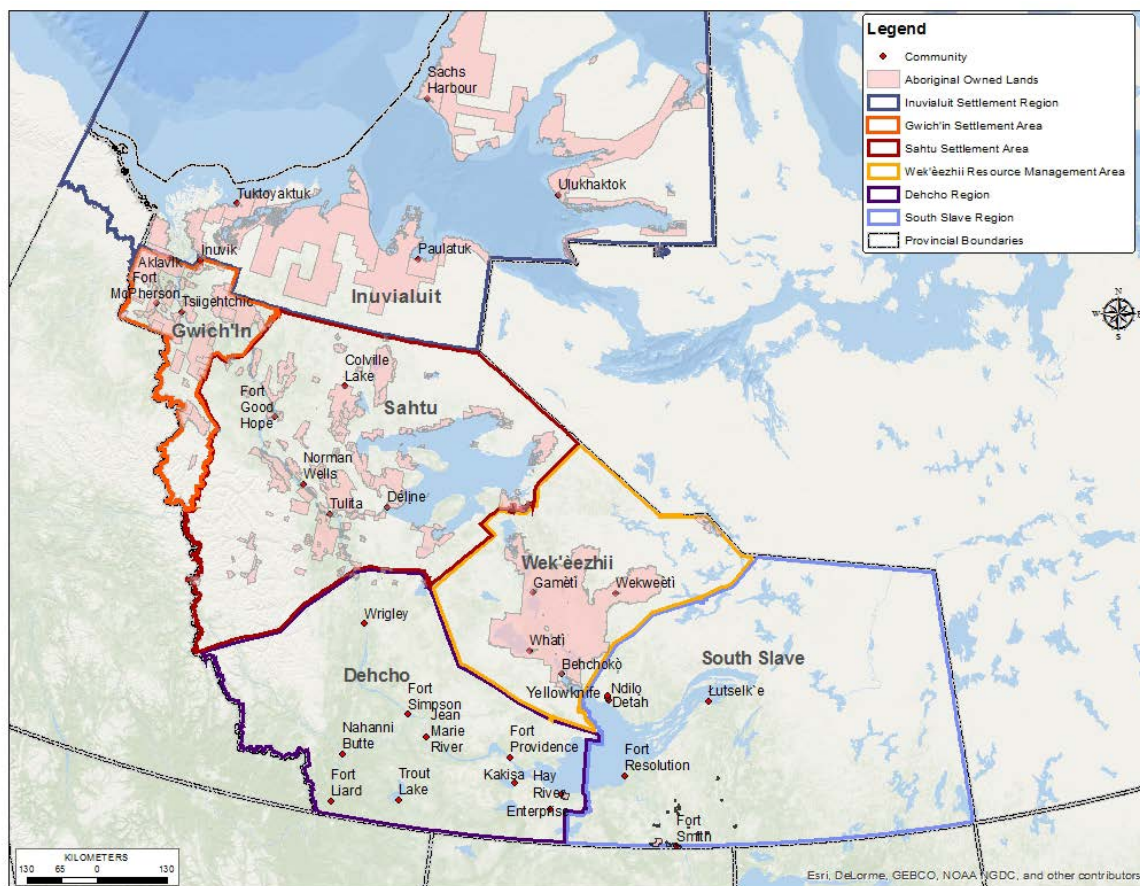 Legend
Community
Aboriginal Owned Lands
Inuvialuit Settlement Region
Gwich'in Settlement Area
Sahtu Settlement Area
Wek'èezhii Resource Management Area
Dehcho Region
South Slave Region
Provincial Boundaries
Sachs
Harbour
Tuktoyaktuk
Ulukhaktok
Inuvik
Paulatuk
Aklavik
Fort
McPherson
Tsiigehtchic
Inuvialuit
Gwich'In
Colville
Lake
Fort
Good
Hope
Sahtu
Norman
Wells
Tulita
Déline
Wek'èezhii
Gamètì
Wekweetì
Wrigley
Whatì
Behchokò
South Slave
Dehcho
Yellowknife
Ndilo
Detah
Łutselk`e
Fort
Simpson
Jean
Marie
River
Nahanni
Butte
Fort
Providence
Fort
Resolution
Kakisa
Hay
River
Fort
Liard
Trout
Lake
Enterprise
Fort
Smith
N
W
E
S
KILOMETERS
130 65 0 130
Esri, DeLorme, GEBCO, NOAA NGDC, and other contributors